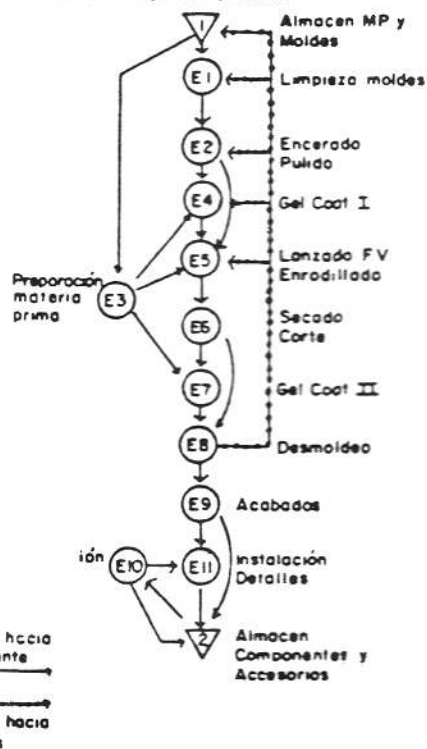 1
Almacen MP y
Moldes
E1
Limpieza moldes
E2
Encerado
Pulido
E4
Gel Coat I
E5
Lanzado FV
Enrodillado
Preparación
materia
prima
E3
E6
Secado
Corte
E7
Gel Coat II
E8
Desmoldeo
E9
Acabados
ión
E10
E11
Instalación
Detalles
2
Almacen
Componentes y
Accesorios
hacia
nte
hacia
s